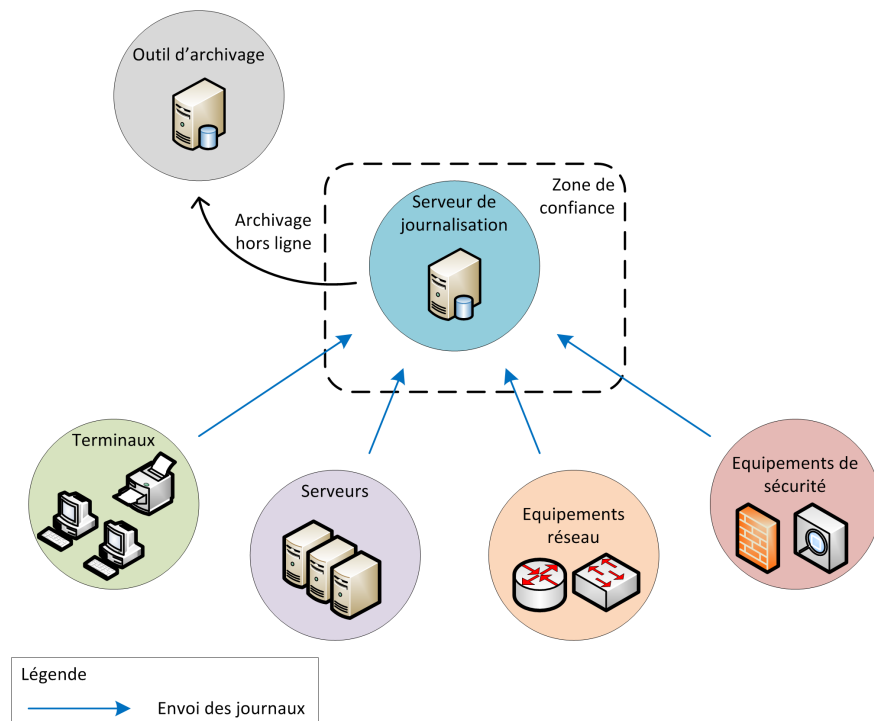 Outil d'archivage
Zone de
confiance
Serveur de
journalisation
Archivage
hors ligne
Terminaux
Serveurs
Equipements
réseau
Equipements de
sécurité
Légende
Envoi des journaux